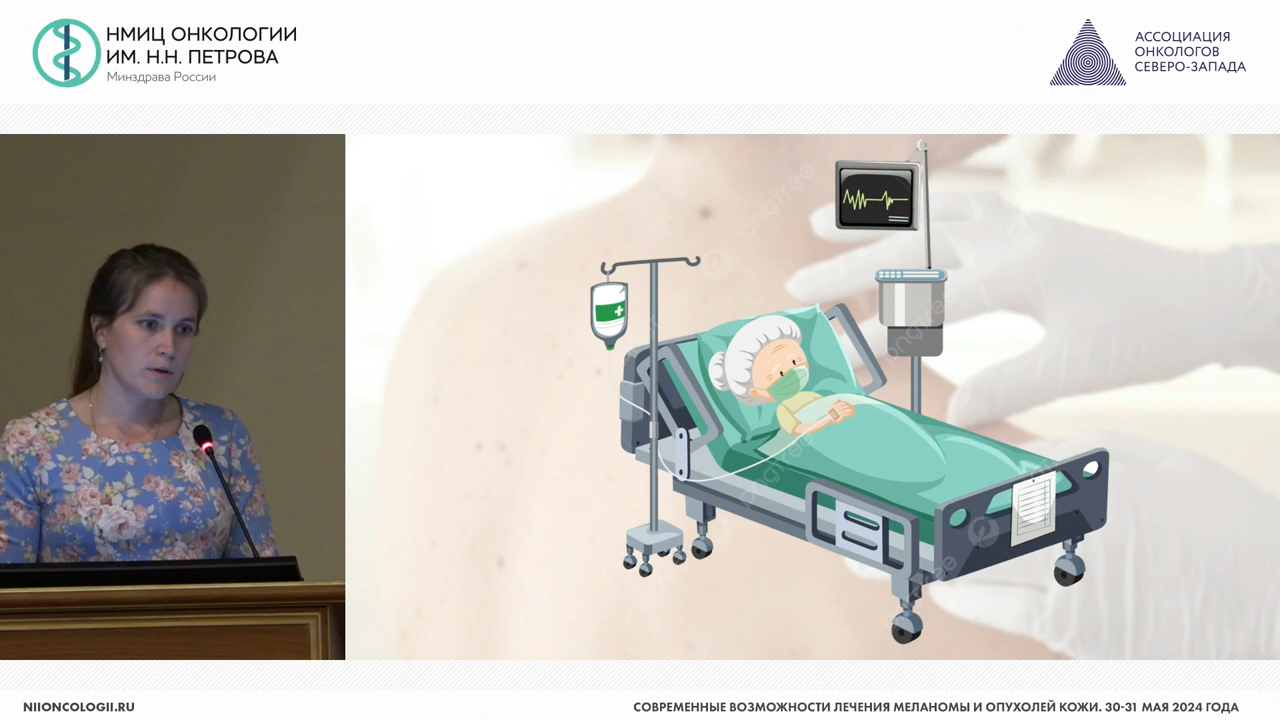 НМИЦ ОНКОЛОГИИ
ИМ. Н.Н. ПЕТРОВА
Минздрава России
АССОЦИАЦИЯ
ОНКОЛОГОВ
СЕВЕРО-ЗАПАДА
NIIONCOLOGII.RU
СОВРЕМЕННЫЕ ВОЗМОЖНОСТИ ЛЕЧЕНИЯ МЕЛАНОМЫ И ОПУХОЛЕЙ КОЖИ. 30-31 МАЯ 2024 ГОДА